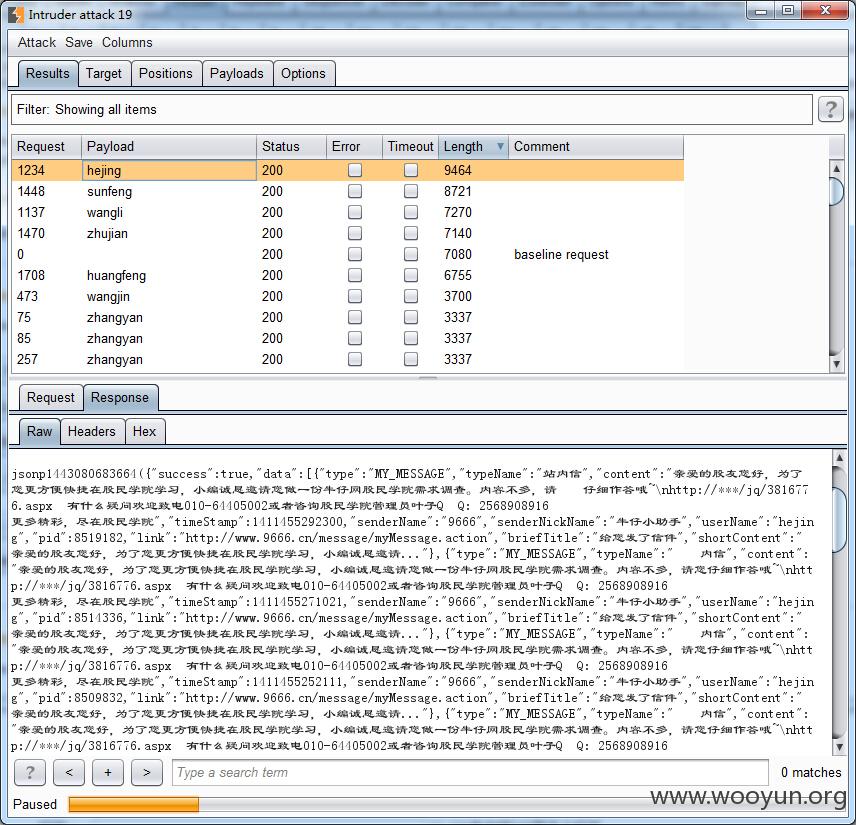 Intruder attack 19
Attack Save Columns
Results Target Positions Payloads Options
Filter: Showing all items ?
Request Payload Status Error Timeout Length Comment
1234 hejing 200 9464
1448 sunfeng 200 8721
1137 wangli 200 7270
1470 zhujian 200 7140
0 200 7080 baseline request
1708 huangfeng 200 6755
473 wangjin 200 3700
75 zhangyan 200 3337
85 zhangyan 200 3337
257 zhangyan 200 3337
Request Response
Raw Headers Hex
jsonp1443080683664({"success":true,"data":[{"type":"MY_MESSAGE","typeName":"站内信","content":"亲爱的股友您好，为了
您更方便快捷在股民学院学习，小编诚恳邀请您做一份牛仔网股民学院需求调查。内容不多，请 仔细作答哦~\nhttp://***/jq/381677
6.aspx 有什么疑问欢迎致电010-64405002或者咨询股民学院管理员叶子Q Q: 2568908916
更多精彩，尽在股民学院","timeStamp":1411455292300,"senderName":"9666","senderNickName":"牛仔小助手","userName":"hejin
g","pid":8519182,"link":"http://www.9666.cn/message/myMessage.action","briefTitle":"给您发了信件","shortContent":"
亲爱的股友您好，为了您更方便快捷在股民学院学习，小编诚恳邀请..."},{"type":"MY_MESSAGE","typeName":" 内信","content":
"亲爱的股友您好，为了您更方便快捷在股民学院学习，小编诚恳邀请您做一份牛仔网股民学院需求调查。内容不多，请您仔细作答哦~\nhtt
p://***/jq/3816776.aspx 有什么疑问欢迎致电010-64405002或者咨询股民学院管理员叶子Q Q: 2568908916
更多精彩，尽在股民学院","timeStamp":1411455271021,"senderName":"9666","senderNickName":"牛仔小助手","userName":"hejin
g","pid":8514336,"link":"http://www.9666.cn/message/myMessage.action","briefTitle":"给您发了信件","shortContent":"
亲爱的股友您好，为了您更方便快捷在股民学院学习，小编诚恳邀请..."},{"type":"MY_MESSAGE","typeName":" 内信","content":
"亲爱的股友您好，为了您更方便快捷在股民学院学习，小编诚恳邀请您做一份牛仔网股民学院需求调查。内容不多，请您仔细作答哦~\nhtt
p://***/jq/3816776.aspx 有什么疑问欢迎致电010-64405002或者咨询股民学院管理员叶子Q Q: 2568908916
更多精彩，尽在股民学院","timeStamp":1411455252111,"senderName":"9666","senderNickName":"牛仔小助手","userName":"hejin
g","pid":8509832,"link":"http://www.9666.cn/message/myMessage.action","briefTitle":"给您发了信件","shortContent":"
亲爱的股友您好，为了您更方便快捷在股民学院学习，小编诚恳邀请..."},{"type":"MY_MESSAGE","typeName":" 内信","content":
"亲爱的股友您好，为了您更方便快捷在股民学院学习，小编诚恳邀请您做一份牛仔网股民学院需求调查。内容不多，请您仔细作答哦~\nhtt
p://***/jq/3816776.aspx 有什么疑问欢迎致电010-64405002或者咨询股民学院管理员叶子Q Q: 2568908916
? < + > Type a search term 0 matches
Paused
www.wooyun.org